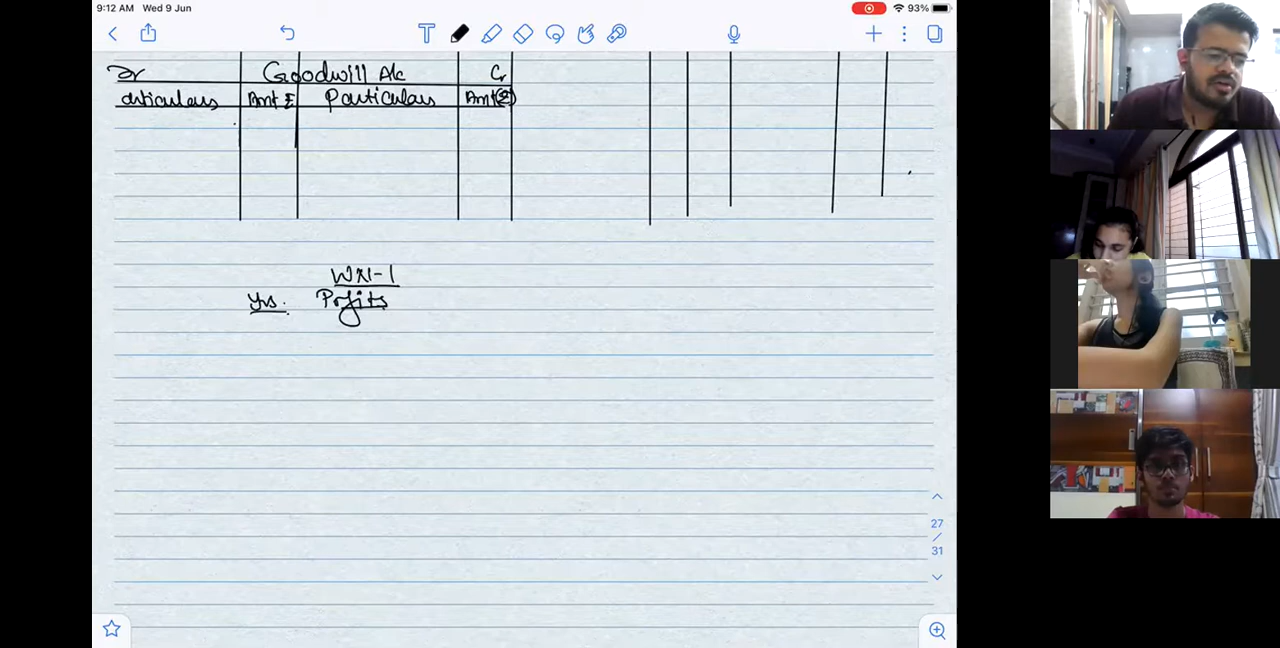 9:12 AM Wed 9 Jun 93%
Dr Goodwill A/c Cr
articulars Amt ₹ Particulars Amt(₹)
WN-1
Yrs. Profits
27
/
31